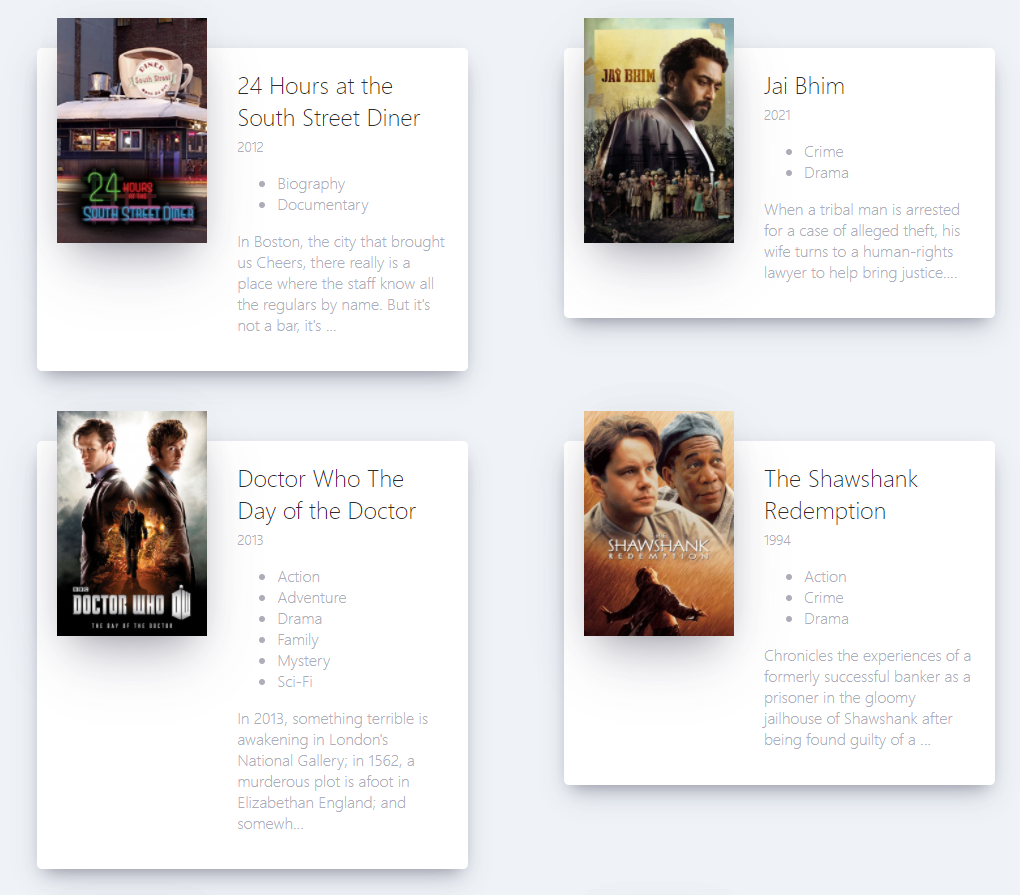 DINER
South Street
24 HOURS
AT THE
SOUTH STREET DINER
24 Hours at the
South Street Diner
2012
• Biography
• Documentary
In Boston, the city that brought
us Cheers, there really is a
place where the staff know all
the regulars by name. But it's
not a bar, it's ...
JAI BHIM
Jai Bhim
2021
• Crime
• Drama
When a tribal man is arrested
for a case of alleged theft, his
wife turns to a human-rights
lawyer to help bring justice....
BBC
DOCTOR WHO
THE DAY OF THE DOCTOR
Doctor Who The
Day of the Doctor
2013
• Action
• Adventure
• Drama
• Family
• Mystery
• Sci-Fi
In 2013, something terrible is
awakening in London's
National Gallery; in 1562, a
murderous plot is afoot in
Elizabethan England; and
somewh...
THE
SHAWSHANK
REDEMPTION
The Shawshank
Redemption
1994
• Action
• Crime
• Drama
Chronicles the experiences of a
formerly successful banker as a
prisoner in the gloomy
jailhouse of Shawshank after
being found guilty of a ...